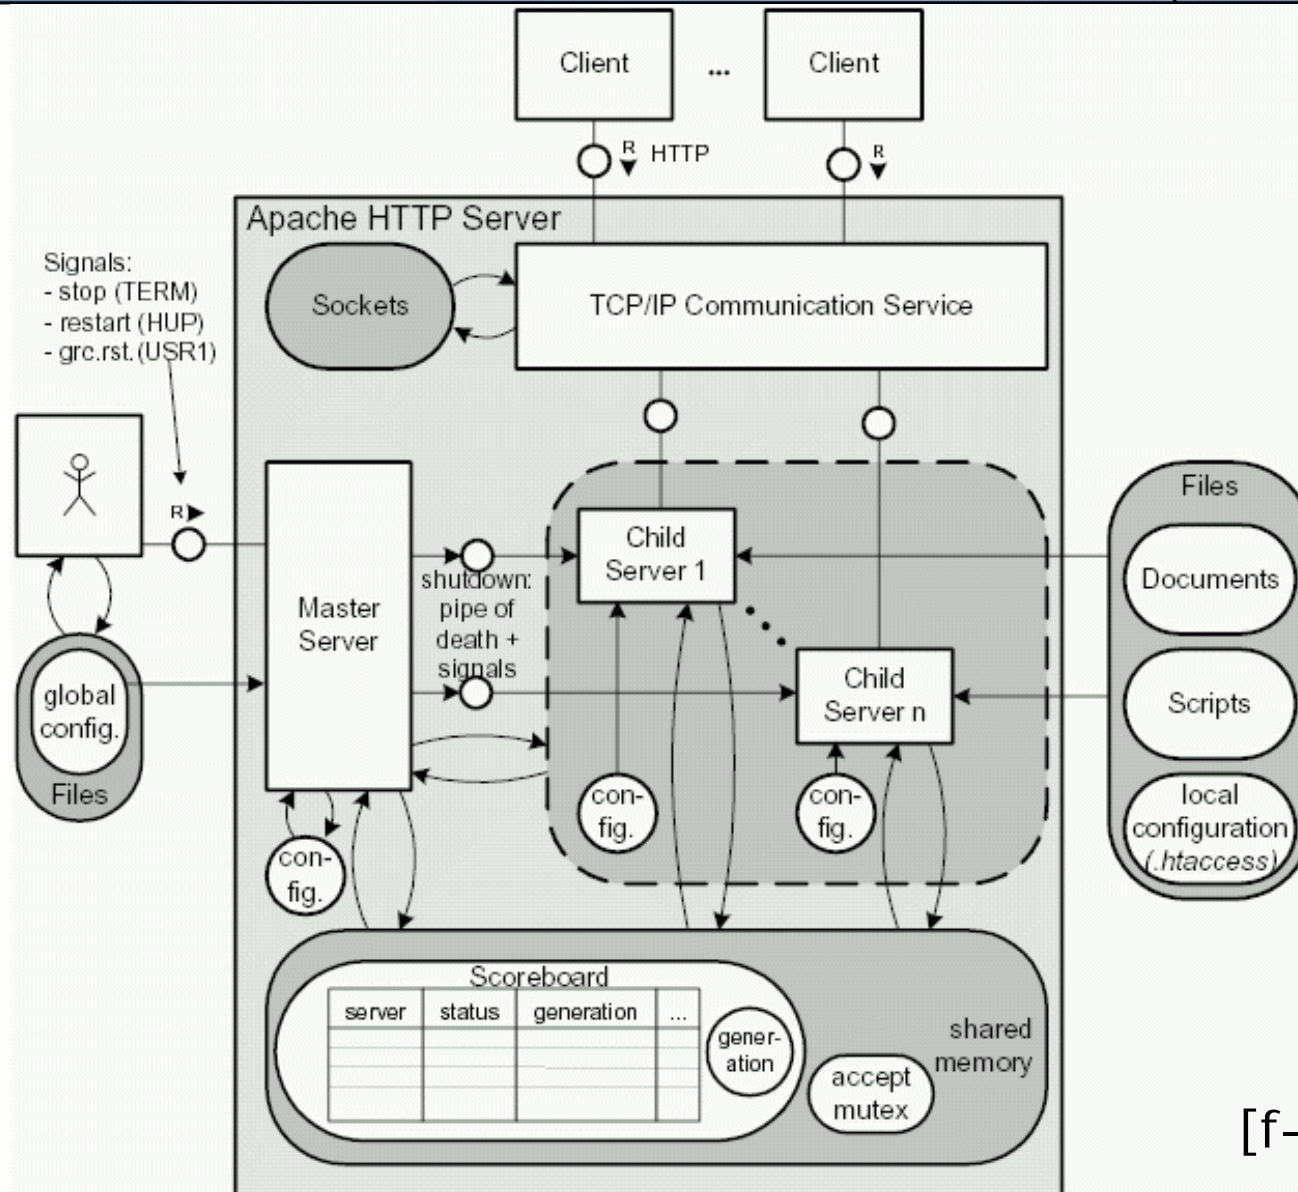 Client
...
Client
R
HTTP
R
Apache HTTP Server
Signals:
- stop (TERM)
- restart (HUP)
- grc.rst.(USR1)
Sockets
TCP/IP Communication Service
R
Master
Server
shutdown:
pipe of
death +
signals
Child
Server 1
Child
Server n
Files
Documents
Scripts
local
configuration
(.htaccess)
global
config.
Files
con-
fig.
con-
fig.
con-
fig.
Scoreboard
server status generation ...
gener-
ation
accept
mutex
shared
memory
[f-